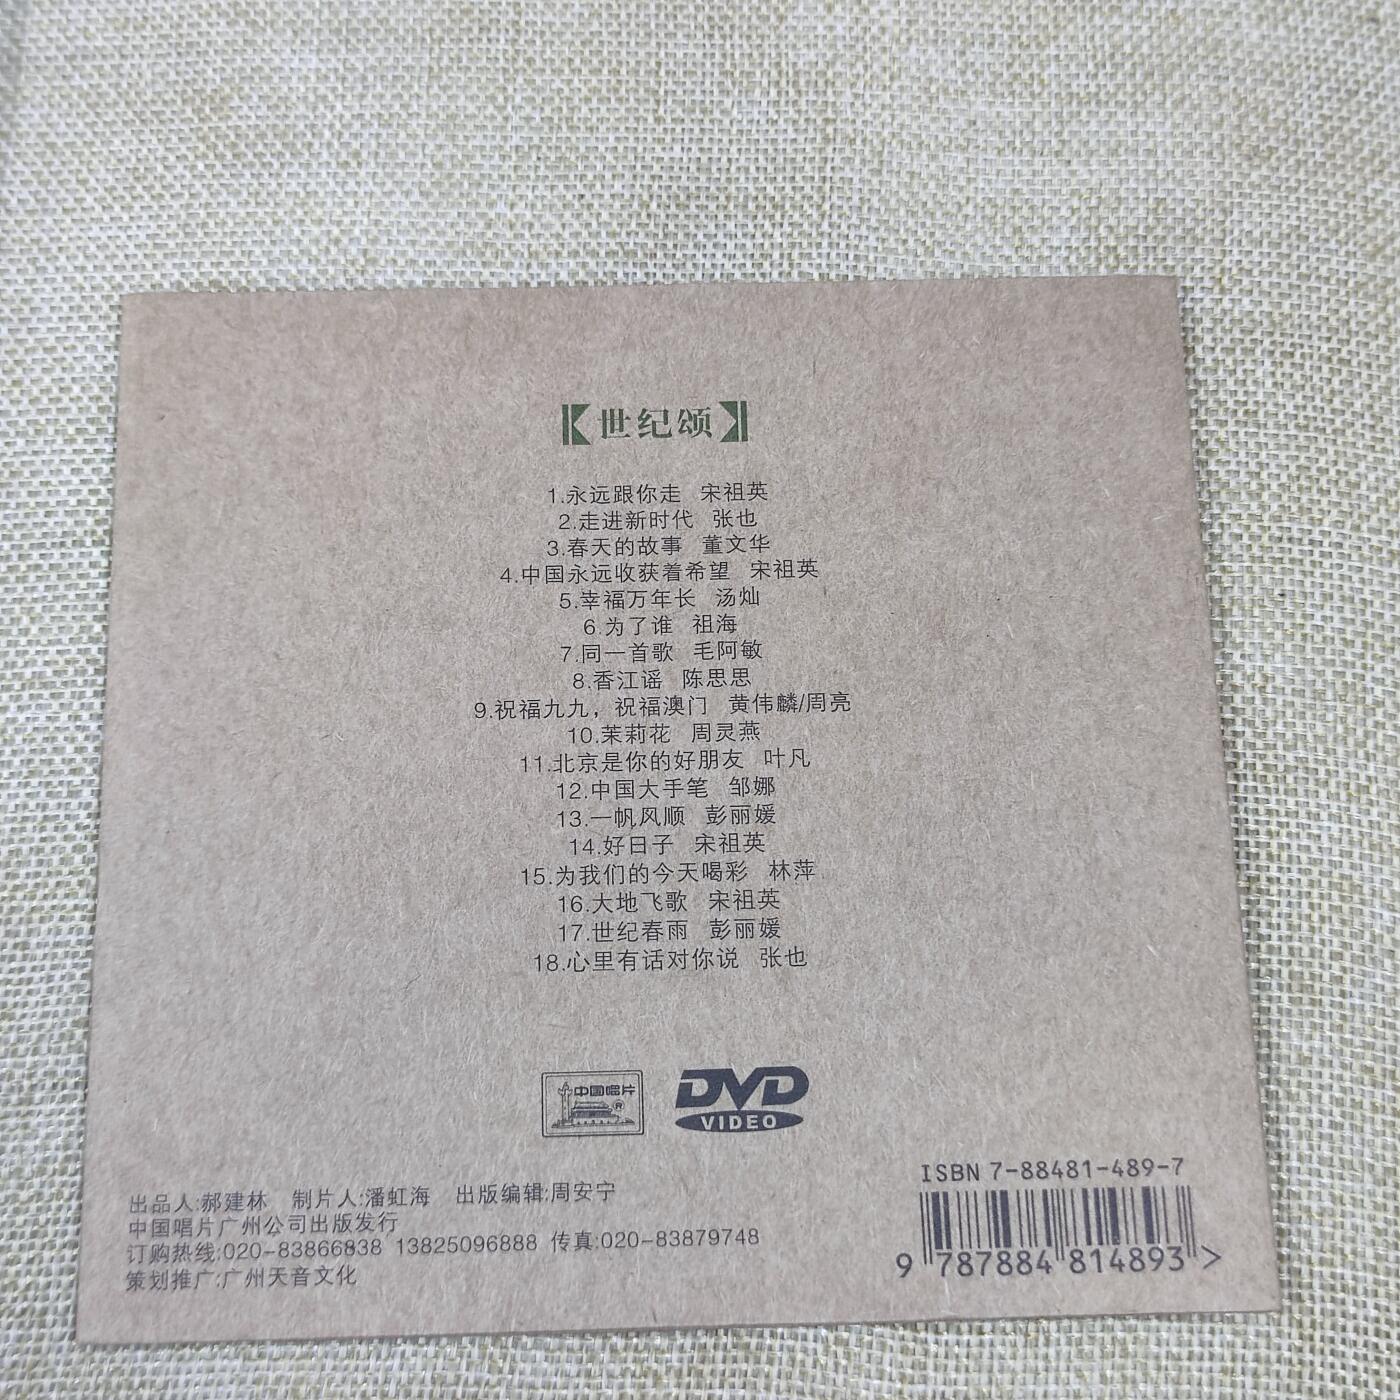 【世纪颂】
1.永远跟你走 宋祖英
2.走进新时代 张也
3.春天的故事 董文华
4.中国永远收获着希望 宋祖英
5.幸福万年长 汤灿
6.为了谁 祖海
7.同一首歌 毛阿敏
8.香江谣 陈思思
9.祝福九九，祝福澳门 黄伟麟/周亮
10.茉莉花 周灵燕
11.北京是你的好朋友 叶凡
12.中国大手笔 邹娜
13.一帆风顺 彭丽媛
14.好日子 宋祖英
15.为我们的今天喝彩 林萍
16.大地飞歌 宋祖英
17.世纪春雨 彭丽媛
18.心里有话对你说 张也
中国唱片
®
DVD
VIDEO
ISBN 7-88481-489-7
9 787884 814893 >
出品人:郝建林 制片人:潘虹海 出版编辑:周安宁
中国唱片广州公司出版发行
订购热线:020-83866838 13825096888 传真:020-83879748
策划推广:广州天音文化